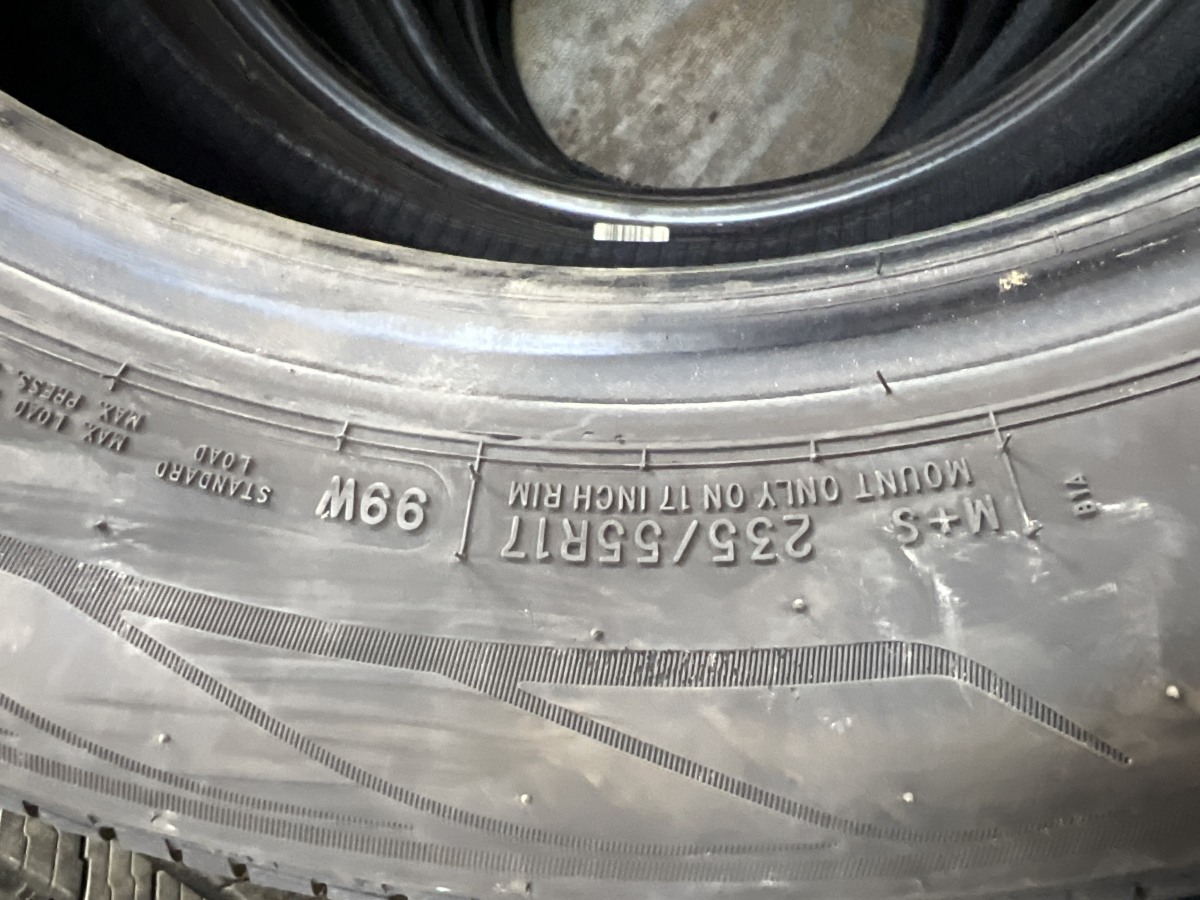 M+S
235/55R17
MOUNT ONLY ON 17 INCH RIM
99W
STANDARD
LOAD
MAX. LOAD
MAX. PRESS.